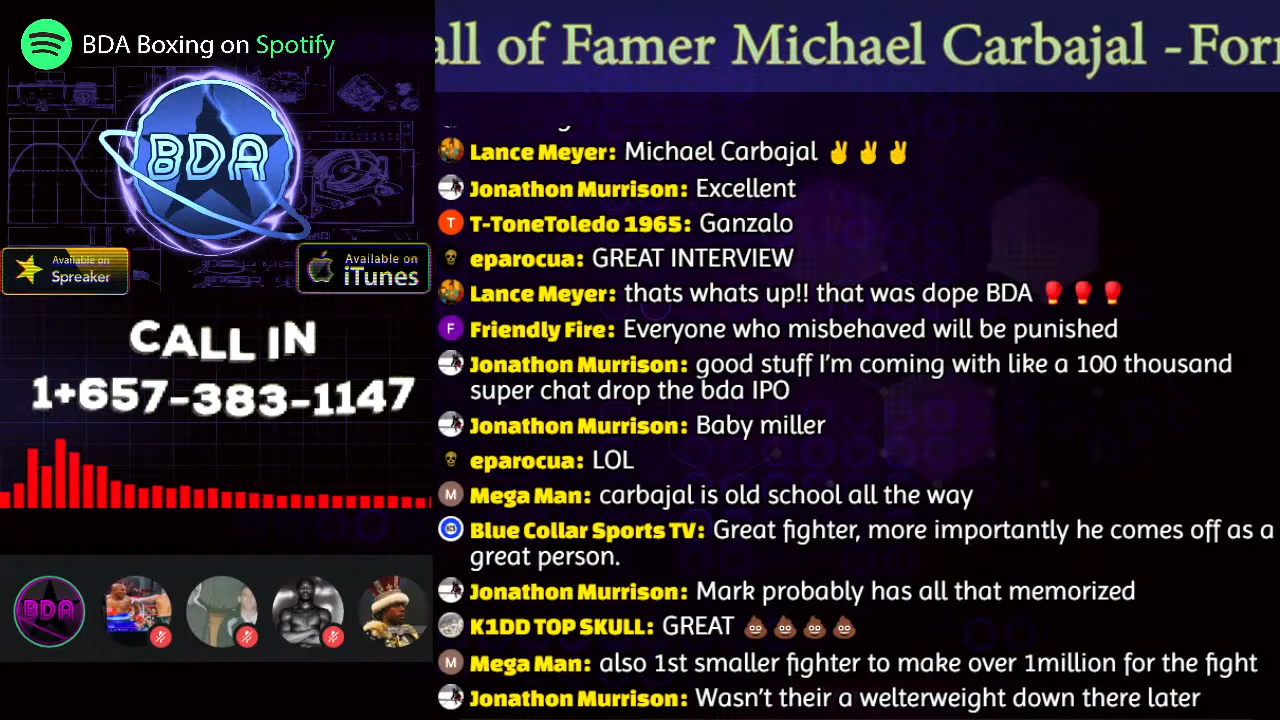 BDA Boxing on Spotify
BDA
Available on
Spreaker
Available on
iTunes
CALL IN
1+657-383-1147
BDA
all of Famer Michael Carbajal -Forn
Lance Meyer: Michael Carbajal ✌✌✌
Jonathon Murrison: Excellent
T
T-ToneToledo 1965: Ganzalo
eparocua: GREAT INTERVIEW
Lance Meyer: thats whats up!! that was dope BDA 🥊🥊🥊
F
Friendly Fire: Everyone who misbehaved will be punished
Jonathon Murrison: good stuff I'm coming with like a 100 thousand
super chat drop the bda IPO
Jonathon Murrison: Baby miller
eparocua: LOL
M
Mega Man: carbajal is old school all the way
BCS
Blue Collar Sports TV: Great fighter, more importantly he comes off as a
great person.
Jonathon Murrison: Mark probably has all that memorized
K1DD TOP SKULL: GREAT 💩💩💩💩
M
Mega Man: also 1st smaller fighter to make over 1million for the fight
Jonathon Murrison: Wasn't their a welterweight down there later